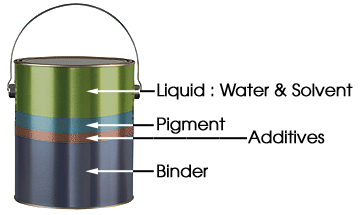 Liquid : Water & Solvent
Pigment
Additives
Binder